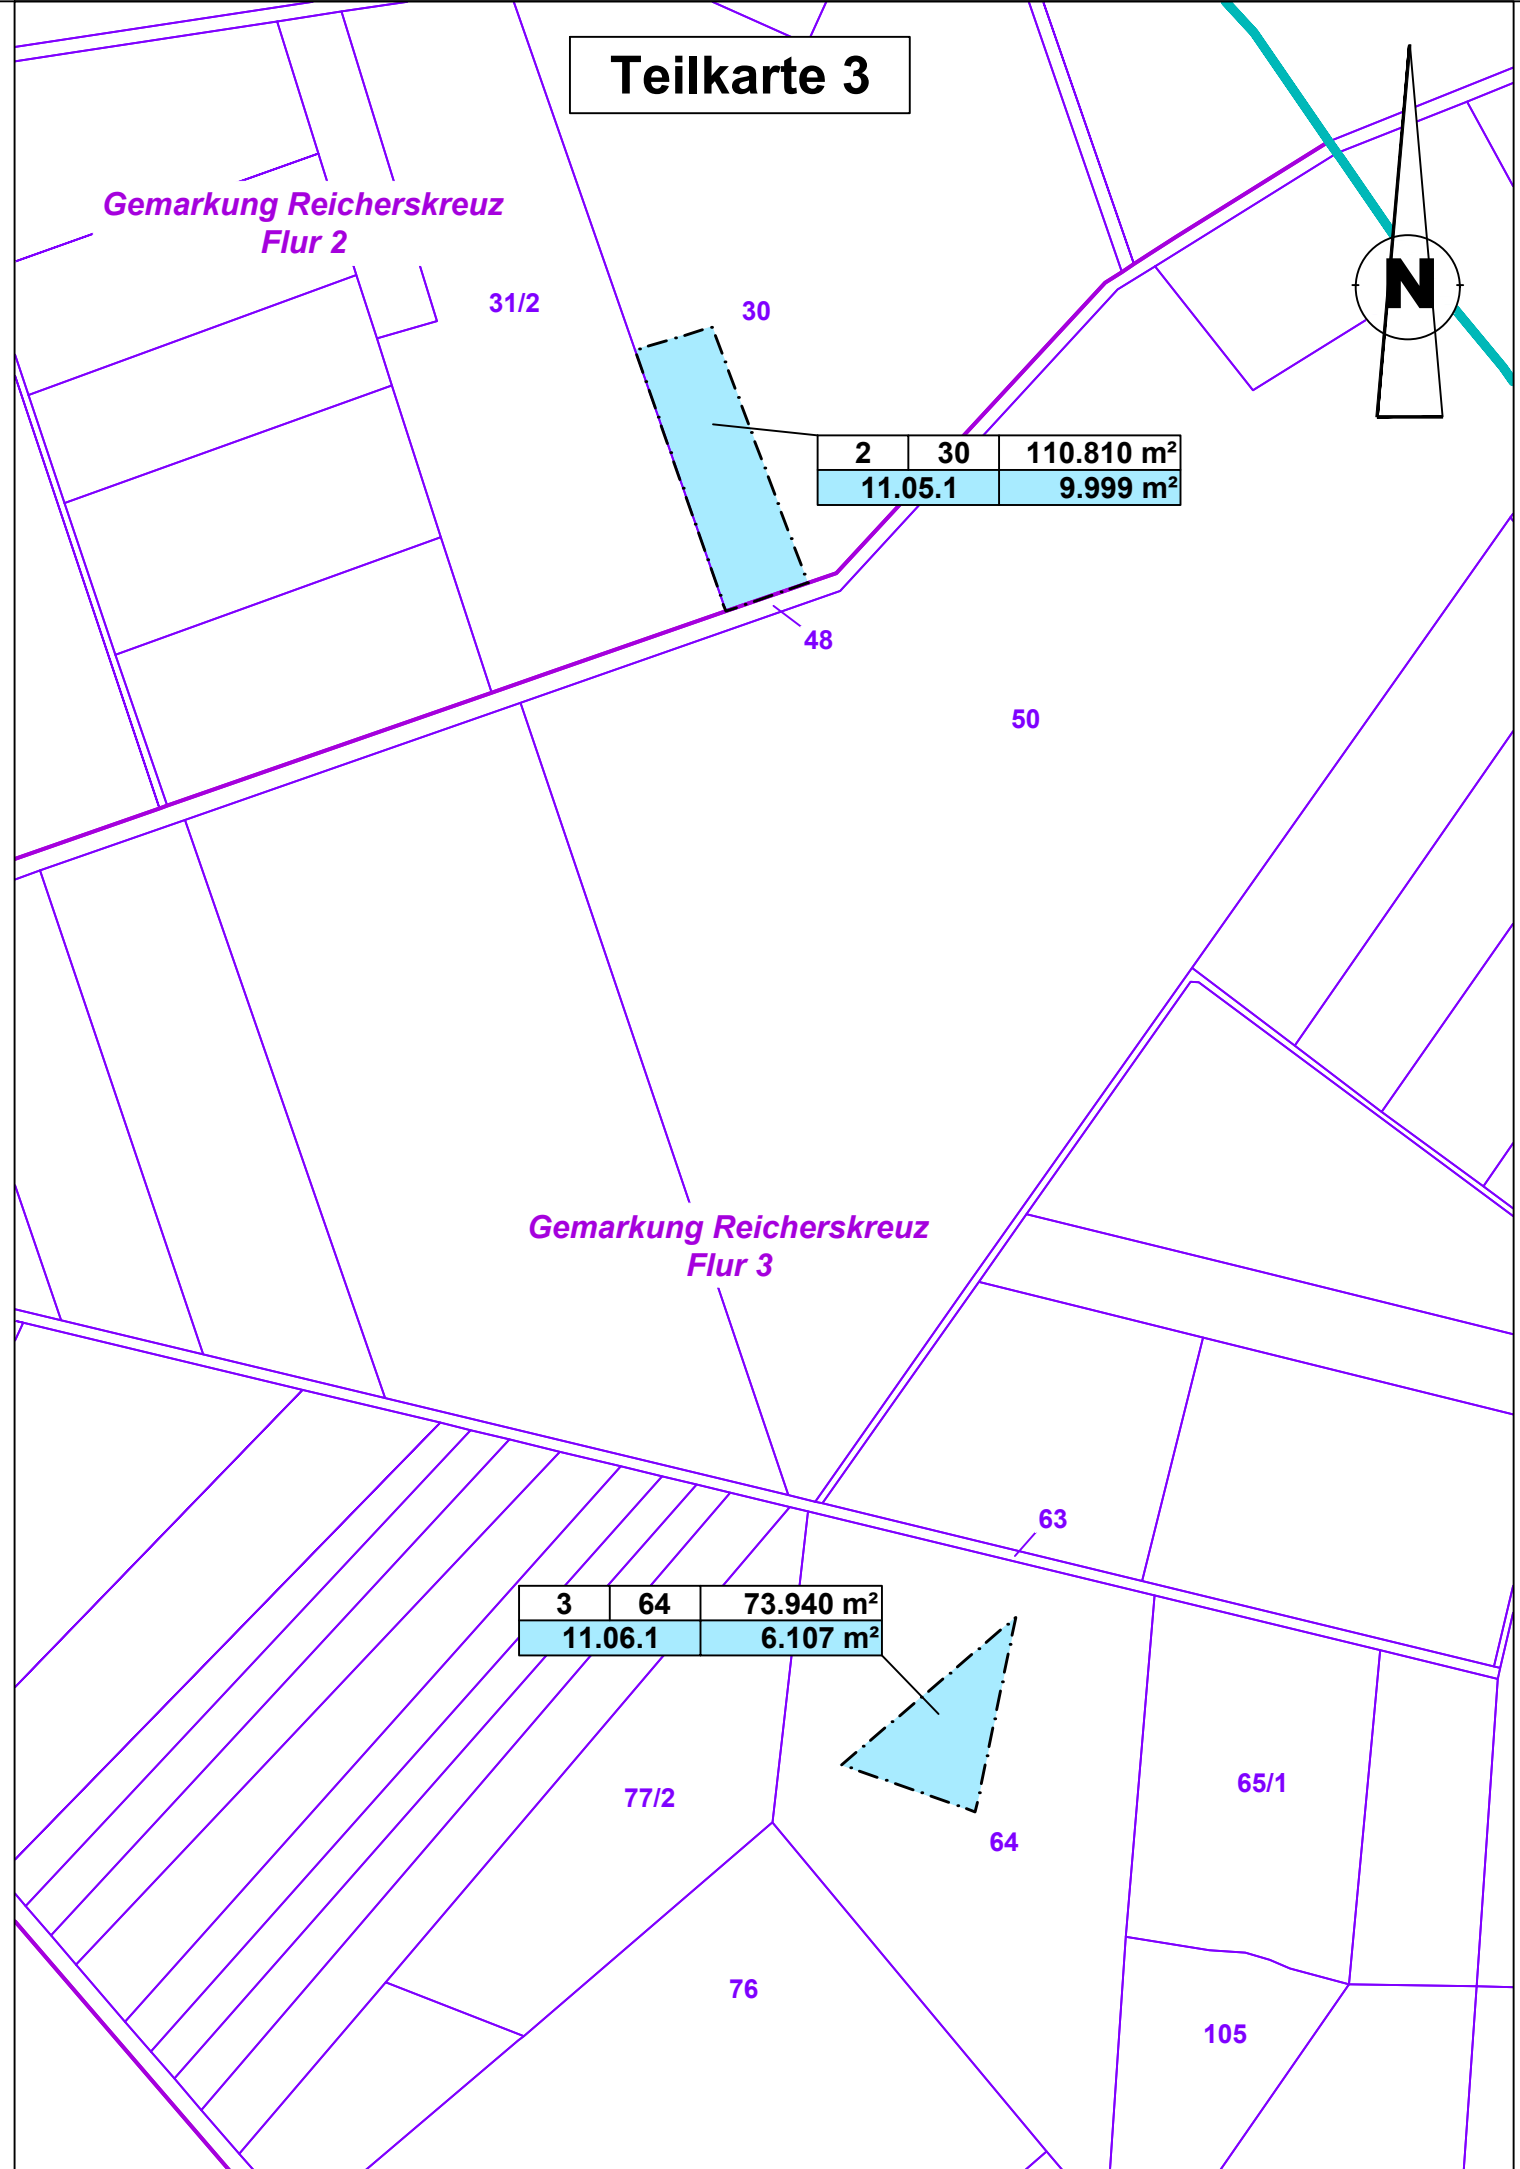 Teilkarte 3
N
Gemarkung Reicherskreuz
Flur 2
31/2
30
2 30 110.810 m²
11.05.1 9.999 m²
48
50
Gemarkung Reicherskreuz
Flur 3
63
3 64 73.940 m²
11.06.1 6.107 m²
77/2
65/1
64
76
105